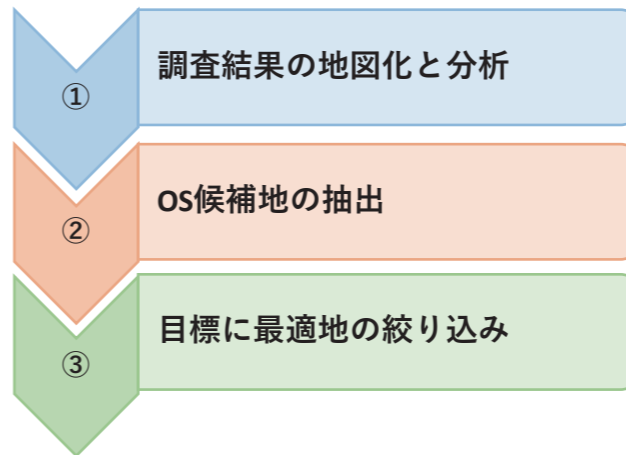 ①
調査結果の地図化と分析
②
OS候補地の抽出
③
目標に最適地の絞り込み